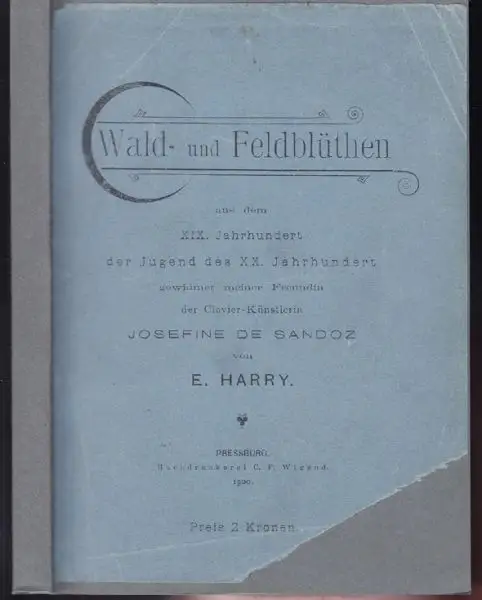 Wald- und Feldblüthen
aus dem
XIX. Jahrhundert
der Jugend des XX. Jahrhundert
gewidmet meiner Freundin
der Clavier-Künstlerin
JOSEFINE DE SANDOZ
von
E. HARRY.
PRESSBURG.
Buchdruckerei C. F. Wigand.
1900.
Preis 2 Kronen.